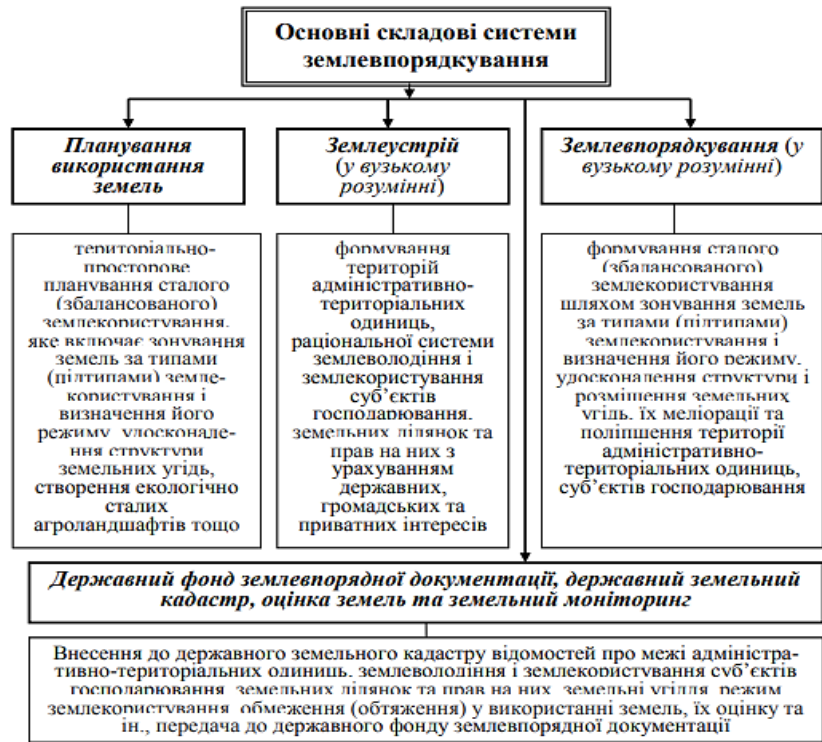 Основні складові системи
землевпорядкування
Планування
використання
земель
територіально-
просторове
планування сталого
(збалансованого)
землекористування,
яке включає зонування
земель за типами
(підтипами) земле-
користування і
визначення його
режиму, удосконале-
ння структури
земельних угідь,
створення екологічно
сталих
агроландшафтів тощо
Землеустрій
(у вузькому
розумінні)
формування
територій
адміністративно-
територіальних
одиниць,
раціональної системи
землеволодіння і
землекористування
суб’єктів
господарювання,
земельних ділянок та
прав на них з
урахуванням
державних,
громадських та
приватних інтересів
Землевпорядкування (у
вузькому розумінні)
формування сталого
(збалансованого)
землекористування
шляхом зонування земель
за типами (підтипами)
землекористування і
визначення його режиму,
удосконалення структури і
розміщення земельних
угідь, їх меліорації та
поліпшення території
адміністративно-
територіальних одиниць,
суб’єктів господарювання
Державний фонд землевпорядної документації, державний земельний
кадастр, оцінка земель та земельний моніторинг
Внесення до державного земельного кадастру відомостей про межі адміністра-
тивно-територіальних одиниць, землеволодіння і землекористування суб’єктів
господарювання, земельних ділянок та прав на них, земельні угіддя, режим
землекористування, обмеження (обтяження) у використанні земель, їх оцінку та
ін., передача до державного фонду землевпорядної документації